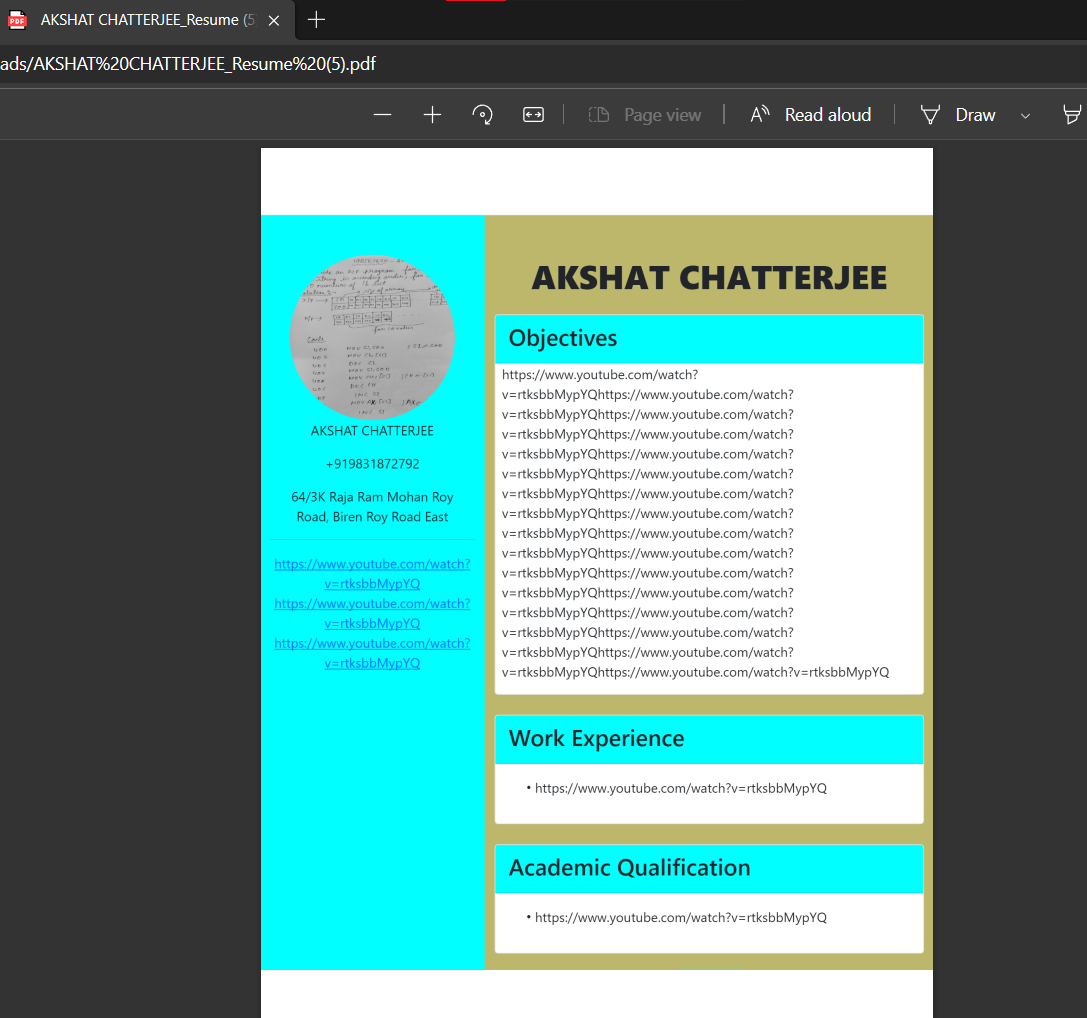 AKSHAT CHATTERJEE_Resume (5
ads/AKSHAT%20CHATTERJEE_Resume%20(5).pdf
Page view
Read aloud
Draw
AKSHAT CHATTERJEE
+919831872792
64/3K Raja Ram Mohan Roy
Road, Biren Roy Road East
https://www.youtube.com/watch?
v=rtksbbMypYQ
https://www.youtube.com/watch?
v=rtksbbMypYQ
https://www.youtube.com/watch?
v=rtksbbMypYQ
AKSHAT CHATTERJEE
Objectives
https://www.youtube.com/watch?
v=rtksbbMypYQhttps://www.youtube.com/watch?
v=rtksbbMypYQhttps://www.youtube.com/watch?
v=rtksbbMypYQhttps://www.youtube.com/watch?
v=rtksbbMypYQhttps://www.youtube.com/watch?
v=rtksbbMypYQhttps://www.youtube.com/watch?
v=rtksbbMypYQhttps://www.youtube.com/watch?
v=rtksbbMypYQhttps://www.youtube.com/watch?
v=rtksbbMypYQhttps://www.youtube.com/watch?
v=rtksbbMypYQhttps://www.youtube.com/watch?
v=rtksbbMypYQhttps://www.youtube.com/watch?
v=rtksbbMypYQhttps://www.youtube.com/watch?
v=rtksbbMypYQhttps://www.youtube.com/watch?
v=rtksbbMypYQhttps://www.youtube.com/watch?
v=rtksbbMypYQhttps://www.youtube.com/watch?
v=rtksbbMypYQhttps://www.youtube.com/watch?v=rtksbbMypYQ
Work Experience
• https://www.youtube.com/watch?v=rtksbbMypYQ
Academic Qualification
• https://www.youtube.com/watch?v=rtksbbMypYQ